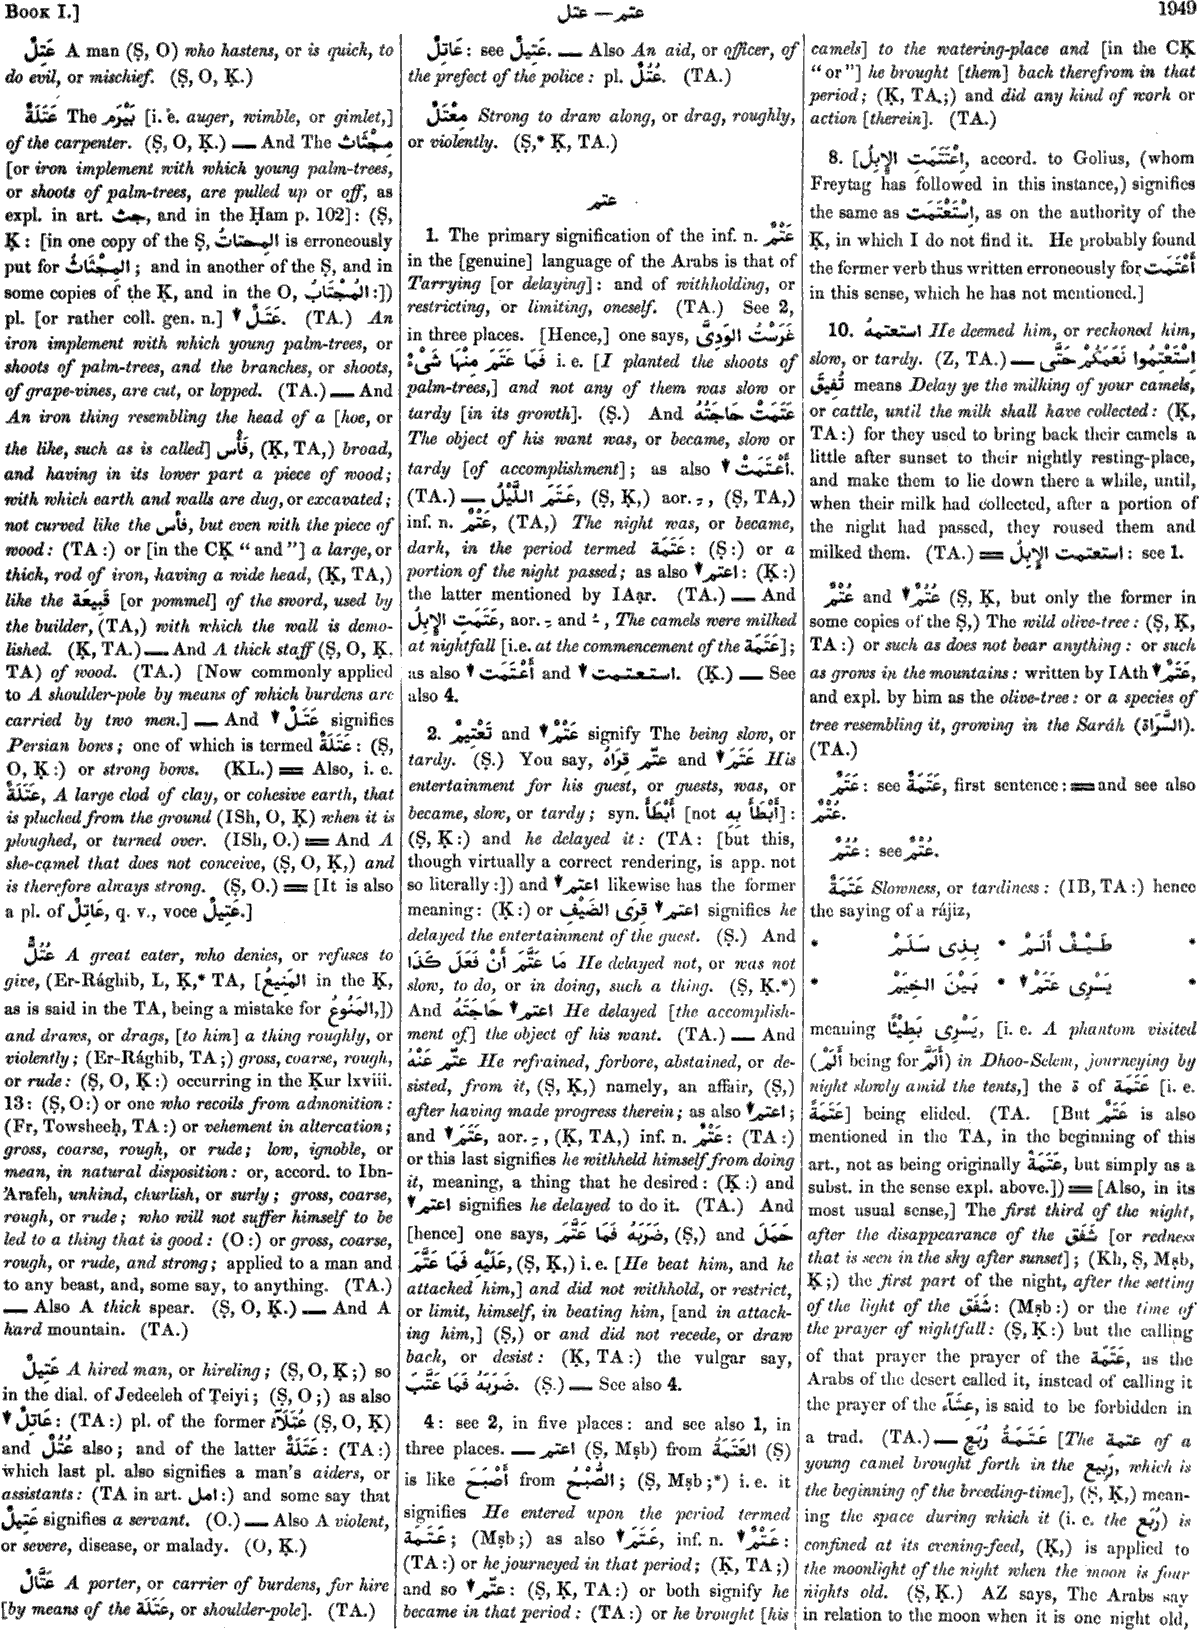 BOOK I.]
عتل — عتم
1949
عَتِلٌ A man (Ṣ, O) who hastens, or is quick, to
do evil, or mischief. (Ṣ, O, Ḳ.)
عَتَلَةٌ The بَيْرَم [i. e. auger, wimble, or gimlet,]
of the carpenter. (Ṣ, O, Ḳ.) — And The مِجْثَاث
[or iron implement with which young palm-trees,
or shoots of palm-trees, are pulled up or off, as
expl. in art. جث, and in the Ḥam p. 102]: (Ṣ,
Ḳ: [in one copy of the Ṣ, المحتاث is erroneously
put for المِجْثَاثُ; and in another of the Ṣ, and in
some copies of the Ḳ, and in the O, المُجْتَابُ:])
pl. [or rather coll. gen. n.] ▼ عَتَلٌ. (TA.) An
iron implement with which young palm-trees, or
shoots of palm-trees, and the branches, or shoots,
of grape-vines, are cut, or lopped. (TA.) — And
An iron thing resembling the head of a [hoe, or
the like, such as is called] فَأْس, (Ḳ, TA,) broad,
and having in its lower part a piece of wood;
with which earth and walls are dug, or excavated;
not curved like the فأس, but even with the piece of
wood: (TA:) or [in the CḲ “and”] a large, or
thick, rod of iron, having a wide head, (Ḳ, TA,)
like the قَبِيعَة [or pommel] of the sword, used by
the builder, (TA,) with which the wall is demo-
lished. (Ḳ, TA.) — And A thick staff (Ṣ, O, Ḳ,
TA) of wood. (TA.) [Now commonly applied
to A shoulder-pole by means of which burdens are
carried by two men.] — And ▼ عَتَلٌ signifies
Persian bows; one of which is termed عَتَلَةٌ: (Ṣ,
O, Ḳ:) or strong bows. (KL.) = Also, i. e.
عَتَلَةٌ, A large clod of clay, or cohesive earth, that
is plucked from the ground (ISh, O, Ḳ) when it is
ploughed, or turned over. (ISh, O.) = And A
she-camel that does not conceive, (Ṣ, O, Ḳ,) and
is therefore always strong. (Ṣ, O.) = [It is also
a pl. of عَاتِلٌ, q. v., voce عَتِيلٌ.]
عُتُلٌّ A great eater, who denies, or refuses to
give, (Er-Rághib, L, Ḳ,* TA, [المَنِيعُ in the Ḳ,
as is said in the TA, being a mistake for المَنُوعُ,])
and draws, or drags, [to him] a thing roughly, or
violently; (Er-Rághib, TA;) gross, coarse, rough,
or rude: (Ṣ, O, Ḳ:) occurring in the Ḳur lxviii.
13: (Ṣ, O:) or one who recoils from admonition:
(Fr, Towsheeḥ, TA:) or vehement in altercation;
gross, coarse, rough, or rude; low, ignoble, or
mean, in natural disposition: or, accord. to Ibn-
ʼArafeh, unkind, churlish, or surly; gross, coarse,
rough, or rude; who will not suffer himself to be
led to a thing that is good: (O:) or gross, coarse,
rough, or rude, and strong; applied to a man and
to any beast, and, some say, to anything. (TA.)
— Also A thick spear. (Ṣ, O, Ḳ.) — And A
hard mountain. (TA.)
عَتِيلٌ A hired man, or hireling; (Ṣ, O, Ḳ;) so
in the dial. of Jedeeleh of Ṭeiyi; (Ṣ, O;) as also
▼ عَاتِلٌ: (TA:) pl. of the former عُتَلَآءُ (Ṣ, O, Ḳ)
and عُتُلٌ also; and of the latter عَتَلَةٌ: (TA:)
which last pl. also signifies a man's aiders, or
assistants: (TA in art. امل:) and some say that
عَتِيلٌ signifies a servant. (O.) — Also A violent,
or severe, disease, or malady. (O, Ḳ.)
عَتَّالٌ A porter, or carrier of burdens, for hire
[by means of the عَتَلَة, or shoulder-pole]. (TA.)
عَاتِلٌ: see عَتِيلٌ. — Also An aid, or officer, of
the prefect of the police: pl. عُتُلٌ. (TA.)
مِعْتَلٌ Strong to draw along, or drag, roughly,
or violently. (Ṣ,* Ḳ, TA.)
عتم
1. The primary signification of the inf. n. عَتْمٌ
in the [genuine] language of the Arabs is that of
Tarrying [or delaying]: and of withholding, or
restricting, or limiting, oneself. (TA.) See 2,
in three places. [Hence,] one says, غَرَسْتُ الوَدِىَّ
فَمَا عَتَمَ مِنْهَا شَىْءٌ i. e. [I planted the shoots of
palm-trees,] and not any of them was slow or
tardy [in its growth]. (Ṣ.) And عَتَمَتْ حَاجَتُهُ
The object of his want was, or became, slow or
tardy [of accomplishment]; as also ▼ أَعْتَمَتْ.
(TA.) — عَتَمَ اللَّيْلُ, (Ṣ, Ḳ,) aor. ـِ, (Ṣ, TA,)
inf. n. عَتْمٌ, (TA,) The night was, or became,
dark, in the period termed عَتَمَة: (Ṣ:) or a
portion of the night passed; as also ▼ اعتم: (Ḳ:)
the latter mentioned by IAạr. (TA.) — And
عَتَمَتِ الإِبِلُ, aor. ـِ and ـُ, The camels were milked
at nightfall [i.e. at the commencement of the عَتَمَة];
as also ▼ أَعْتَمَت and ▼ استعتمت. (Ḳ.) — See
also 4.
2. تَعْتِيمٌ and ▼ عَتْمٌ signify The being slow, or
tardy. (Ṣ.) You say, عتّم قِرَاهُ and ▼ عَتَمَ His
entertainment for his guest, or guests, was, or
became, slow, or tardy; syn. أَبْطَأَ [not أَبْطَأَ بِهِ]:
(Ṣ, Ḳ:) and he delayed it: (TA: [but this,
though virtually a correct rendering, is app. not
so literally:]) and ▼ اعتم likewise has the former
meaning: (Ḳ:) or اعتم ▼ قِرَى الضَّيْفِ signifies he
delayed the entertainment of the guest. (Ṣ.) And
مَا عَتَّمَ أَنْ فَعَلَ كَذَا He delayed not, or was not
slow, to do, or in doing, such a thing. (Ṣ, Ḳ.*)
And اعتم ▼ حَاجَتَهُ He delayed [the accomplish-
ment of] the object of his want. (TA.) — And
عتّم عَنْهُ He refrained, forbore, abstained, or de-
sisted, from it, (Ṣ, Ḳ,) namely, an affair, (Ṣ,)
after having made progress therein; as also ▼ اعتم;
and ▼ عَتَمَ, aor. ـِ, (Ḳ, TA,) inf. n. عَتْمٌ: (TA:)
or this last signifies he withheld himself from doing
it, meaning, a thing that he desired: (Ḳ:) and
▼ اعتم signifies he delayed to do it. (TA.) And
[hence] one says, ضَرَبَهُ فَمَا عَتَّمَ, (Ṣ,) and حَمَلَ
عَلَيْهِ فَمَا عَتَّمَ, (Ṣ, Ḳ,) i. e. [He beat him, and he
attacked him,] and did not withhold, or restrict,
or limit, himself, in beating him, [and in attack-
ing him,] (Ṣ,) or and did not recede, or draw
back, or desist: (Ḳ, TA:) the vulgar say,
ضَرَبَهُ فَمَا عَتَّبَ. (Ṣ.) — See also 4.
4: see 2, in five places: and see also 1, in
three places. — اعتم (Ṣ, Mṣb) from العَتَمَةُ (Ṣ)
is like أَصْبَحَ from الصُّبْحُ; (Ṣ, Mṣb;*) i. e. it
signifies He entered upon the period termed
عَتَمَة; (Mṣb;) as also ▼ عَتَمَ, inf. n. ▼ عَتْمٌ:
(TA:) or he journeyed in that period; (Ḳ, TA;)
and so ▼ عتّم: (Ṣ, Ḳ, TA:) or both signify he
became in that period: (TA:) or he brought [his
camels] to the watering-place and [in the CḲ
“or”] he brought [them] back therefrom in that
period; (Ḳ, TA;) and did any kind of work or
action [therein]. (TA.)
8. [اِعْتَتَمَتِ الإِبِلُ, accord. to Golius, (whom
Freytag has followed in this instance,) signifies
the same as اِسْتَعْتَمَت, as on the authority of the
Ḳ, in which I do not find it. He probably found
the former verb thus written erroneously for أَعْتَمَت
in this sense, which he has not mentioned.]
10. استعتمهُ He deemed him, or reckoned him,
slow, or tardy. (Z, TA.) — اِسْتَعْتِمُوا نَعَمَكُمْ حَتَّى
تُفِيقَ means Delay ye the milking of your camels,
or cattle, until the milk shall have collected: (Ḳ,
TA:) for they used to bring back their camels a
little after sunset to their nightly resting-place,
and make them to lie down there a while, until,
when their milk had collected, after a portion of
the night had passed, they roused them and
milked them. (TA.) = استعتمت الإِبِلُ: see 1.
عُتْمٌ and ▼ عُتُمٌ (Ṣ, Ḳ, but only the former in
some copies of the Ṣ,) The wild olive-tree: (Ṣ, Ḳ,
TA:) or such as does not bear anything: or such
as grows in the mountains: written by IAth ▼ عَتَمٌ,
and expl. by him as the olive-tree: or a species of
tree resembling it, growing in the Saráh (السَّرَاة).
(TA.)
عَتَمٌ: see عَتَمَةٌ, first sentence: = and see also
عُتْمٌ.
عُتُمٌ: see عُتْمٌ.
عَتَمَةٌ Slowness, or tardiness: (IB, TA:) hence
the saying of a rájiz,
* طَيْفٌ أَلَمْ * بِذِى سَلَمْ *
* يَسْرِى عَتَمْ ▼ * بَيْنَ الخِيَمْ *
meaning يَسْرِى بَطِيئًا, [i. e. A phantom visited
(أَلَمْ being for أَلَمَّ) in Dhoo-Selem, journeying by
night slowly amid the tents,] the ة of عَتَمَة [i. e.
عَتَمَةً] being elided. (TA. [But عَتَمٌ is also
mentioned in the TA, in the beginning of this
art., not as being originally عَتَمَةٌ, but simply as a
subst. in the sense expl. above.]) = [Also, in its
most usual sense,] The first third of the night,
after the disappearance of the شَفَق [or redness
that is seen in the sky after sunset]; (Kh, Ṣ, Mṣb,
Ḳ;) the first part of the night, after the setting
of the light of the شَفَق: (Mṣb:) or the time of
the prayer of nightfall: (Ṣ, Ḳ:) but the calling
of that prayer the prayer of the عَتَمَة, as the
Arabs of the desert called it, instead of calling it
the prayer of the عِشَآء, is said to be forbidden in
a trad. (TA.) — عَتَمَةُ رُبَعٍ [The عتمة of a
young camel brought forth in the رَبِيع, which is
the beginning of the breeding-time], (Ṣ, Ḳ,) mean-
ing the space during which it (i. e. the رُبَع) is
confined at its evening-feed, (Ḳ,) is applied to
the moonlight of the night when the moon is four
nights old. (Ṣ, Ḳ.) AZ says, The Arabs say
in relation to the moon when it is one night old,